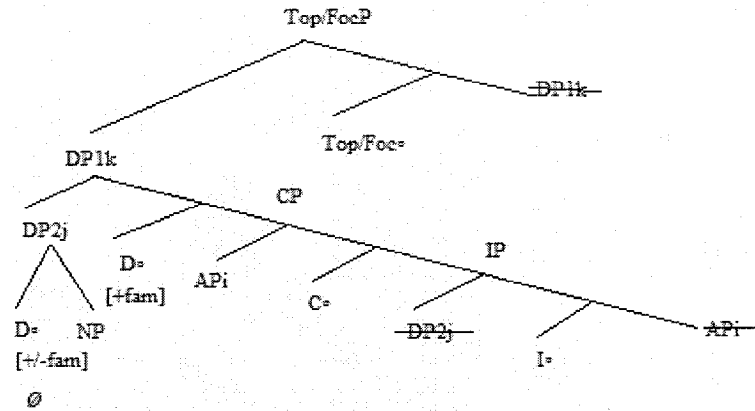 Top/FocP
DP1k
Top/Foc=
DP1k
CP
DP2j
IP
D=
APi
[+fam]
C=
D=
NP
DP2j
APi
[+/-fam]
I=
Ø